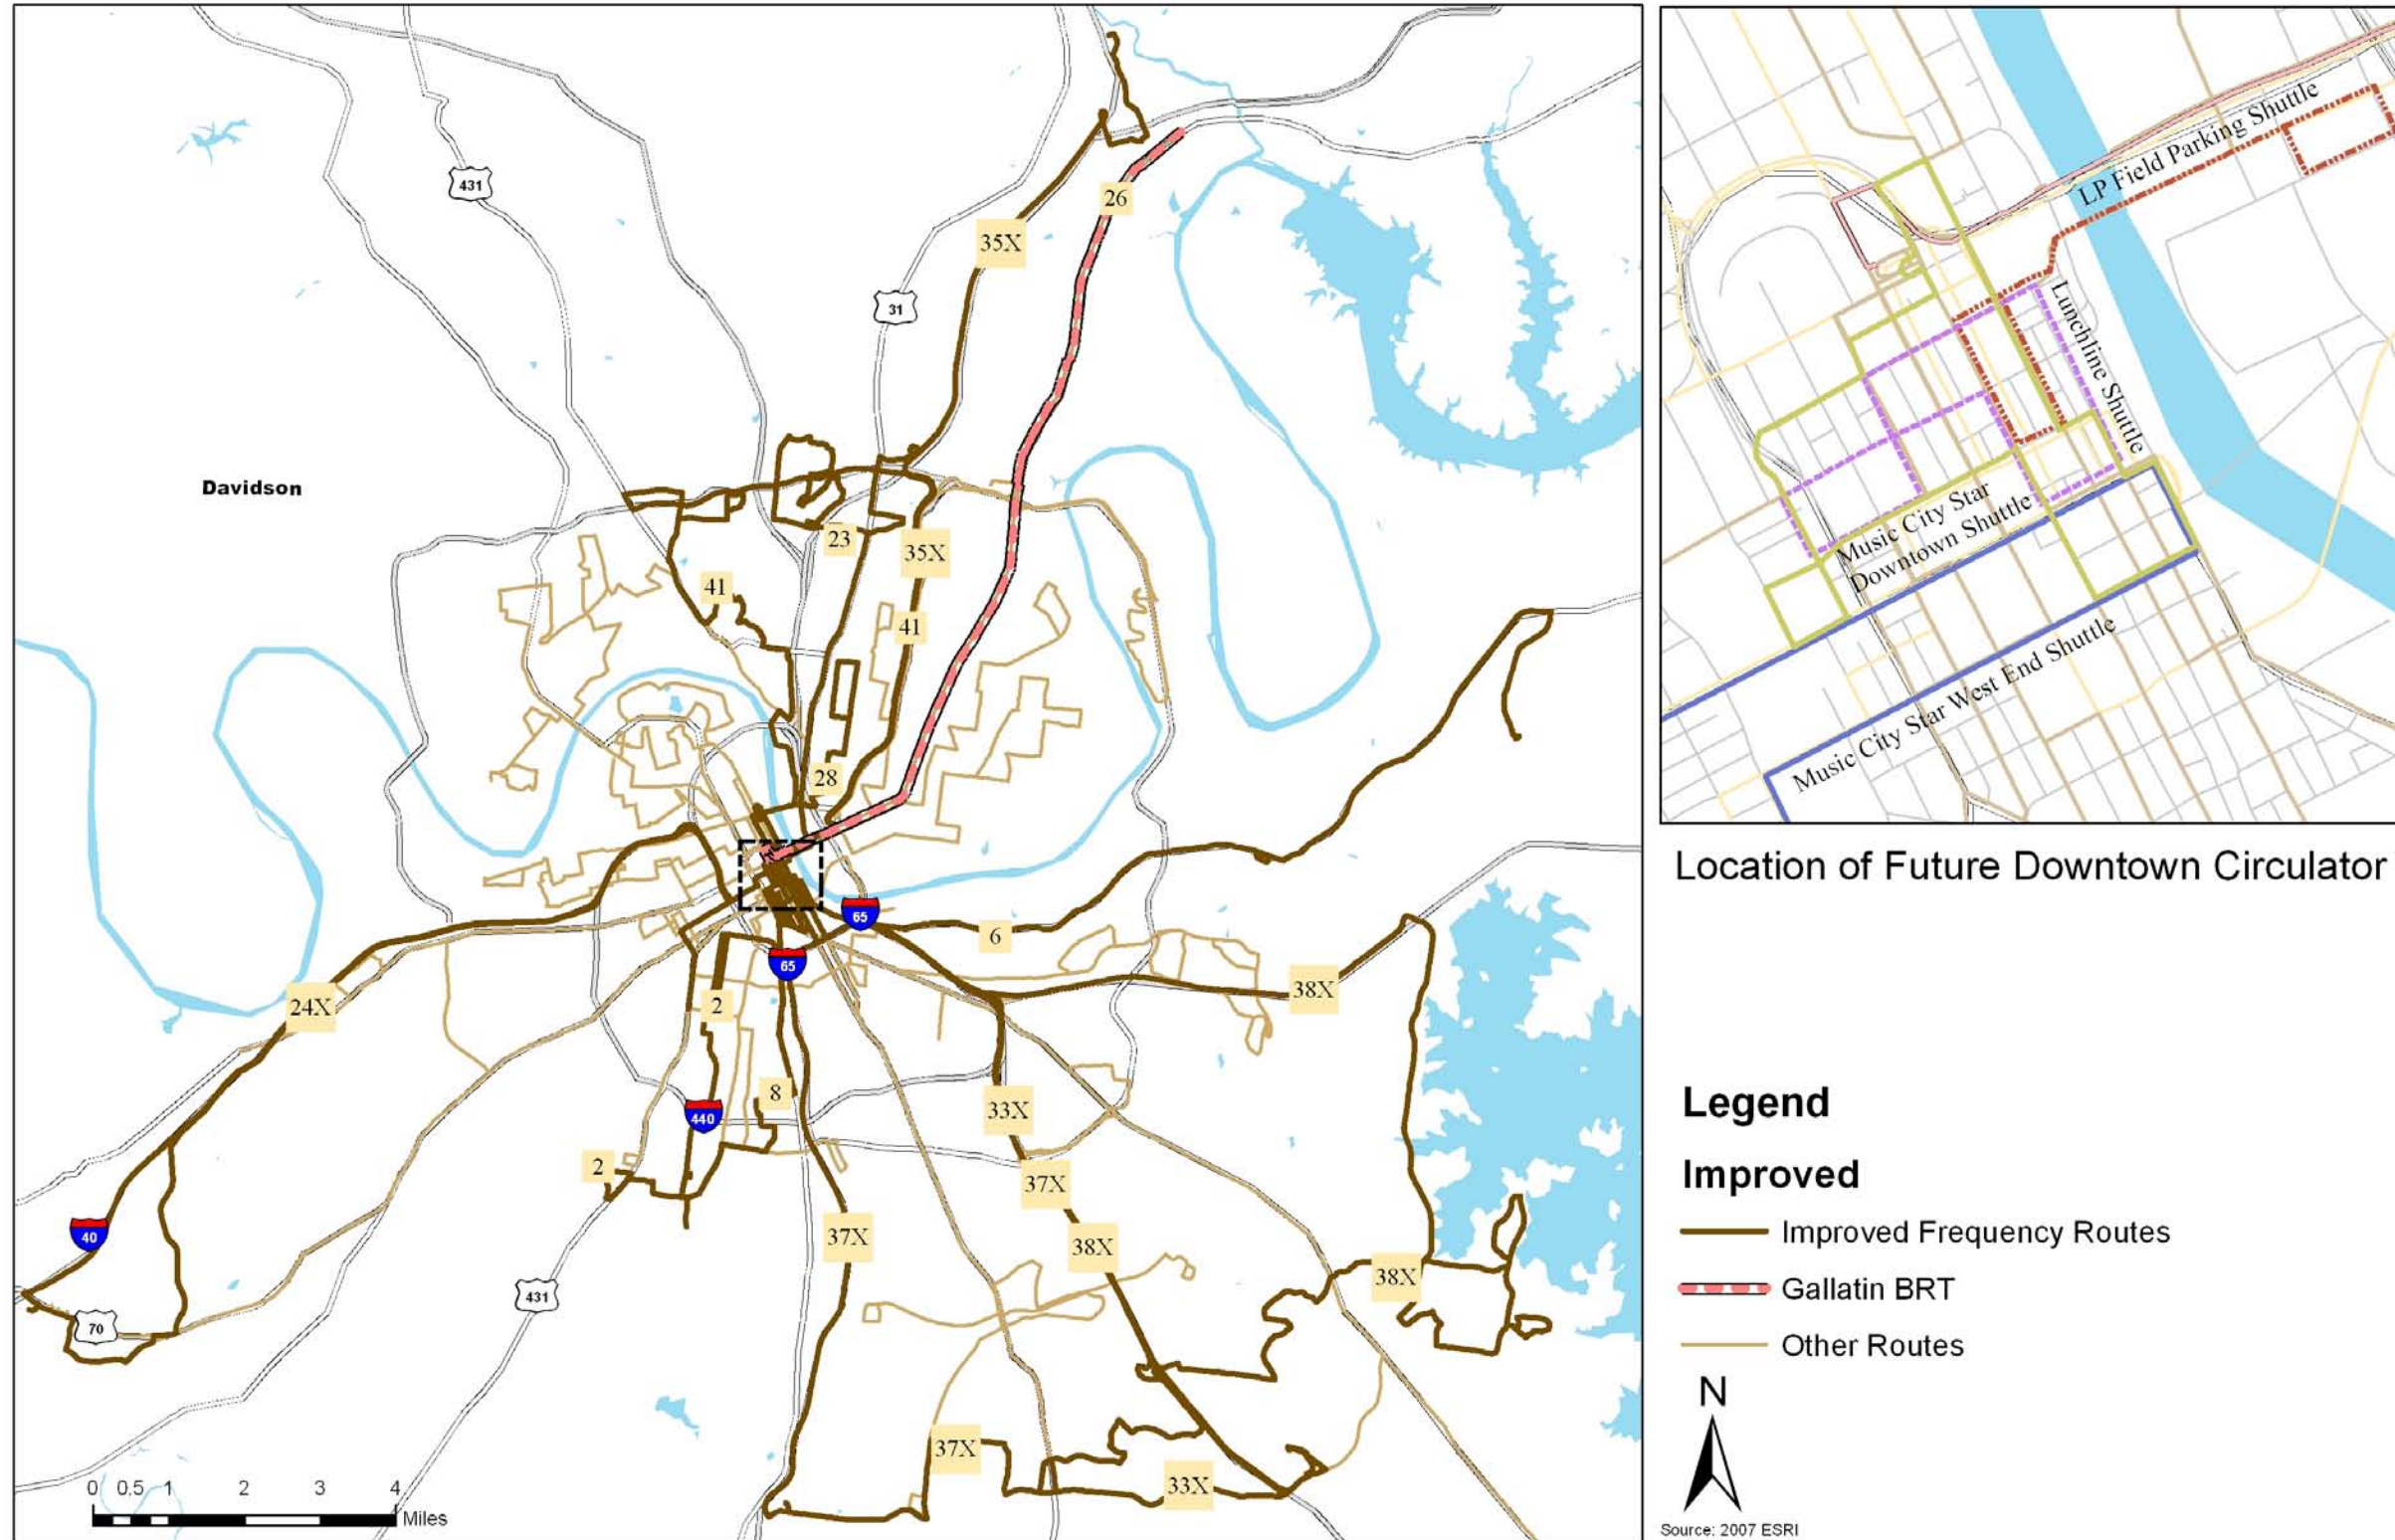 431
26
35X
31
Davidson
23
35X
41
41
28
65
6
65
2
24X
38X
8
33X
440
2
37X
37X
38X
40
38X
431
70
37X
33X
0 0.5 1 2 3 4
Miles
LP Field Parking Shuttle
Lunchline Shuttle
Music City Star
Downtown Shuttle
Music City Star West End Shuttle
Location of Future Downtown Circulator
Legend
Improved
Improved Frequency Routes
Gallatin BRT
Other Routes
N
Source: 2007 ESRI